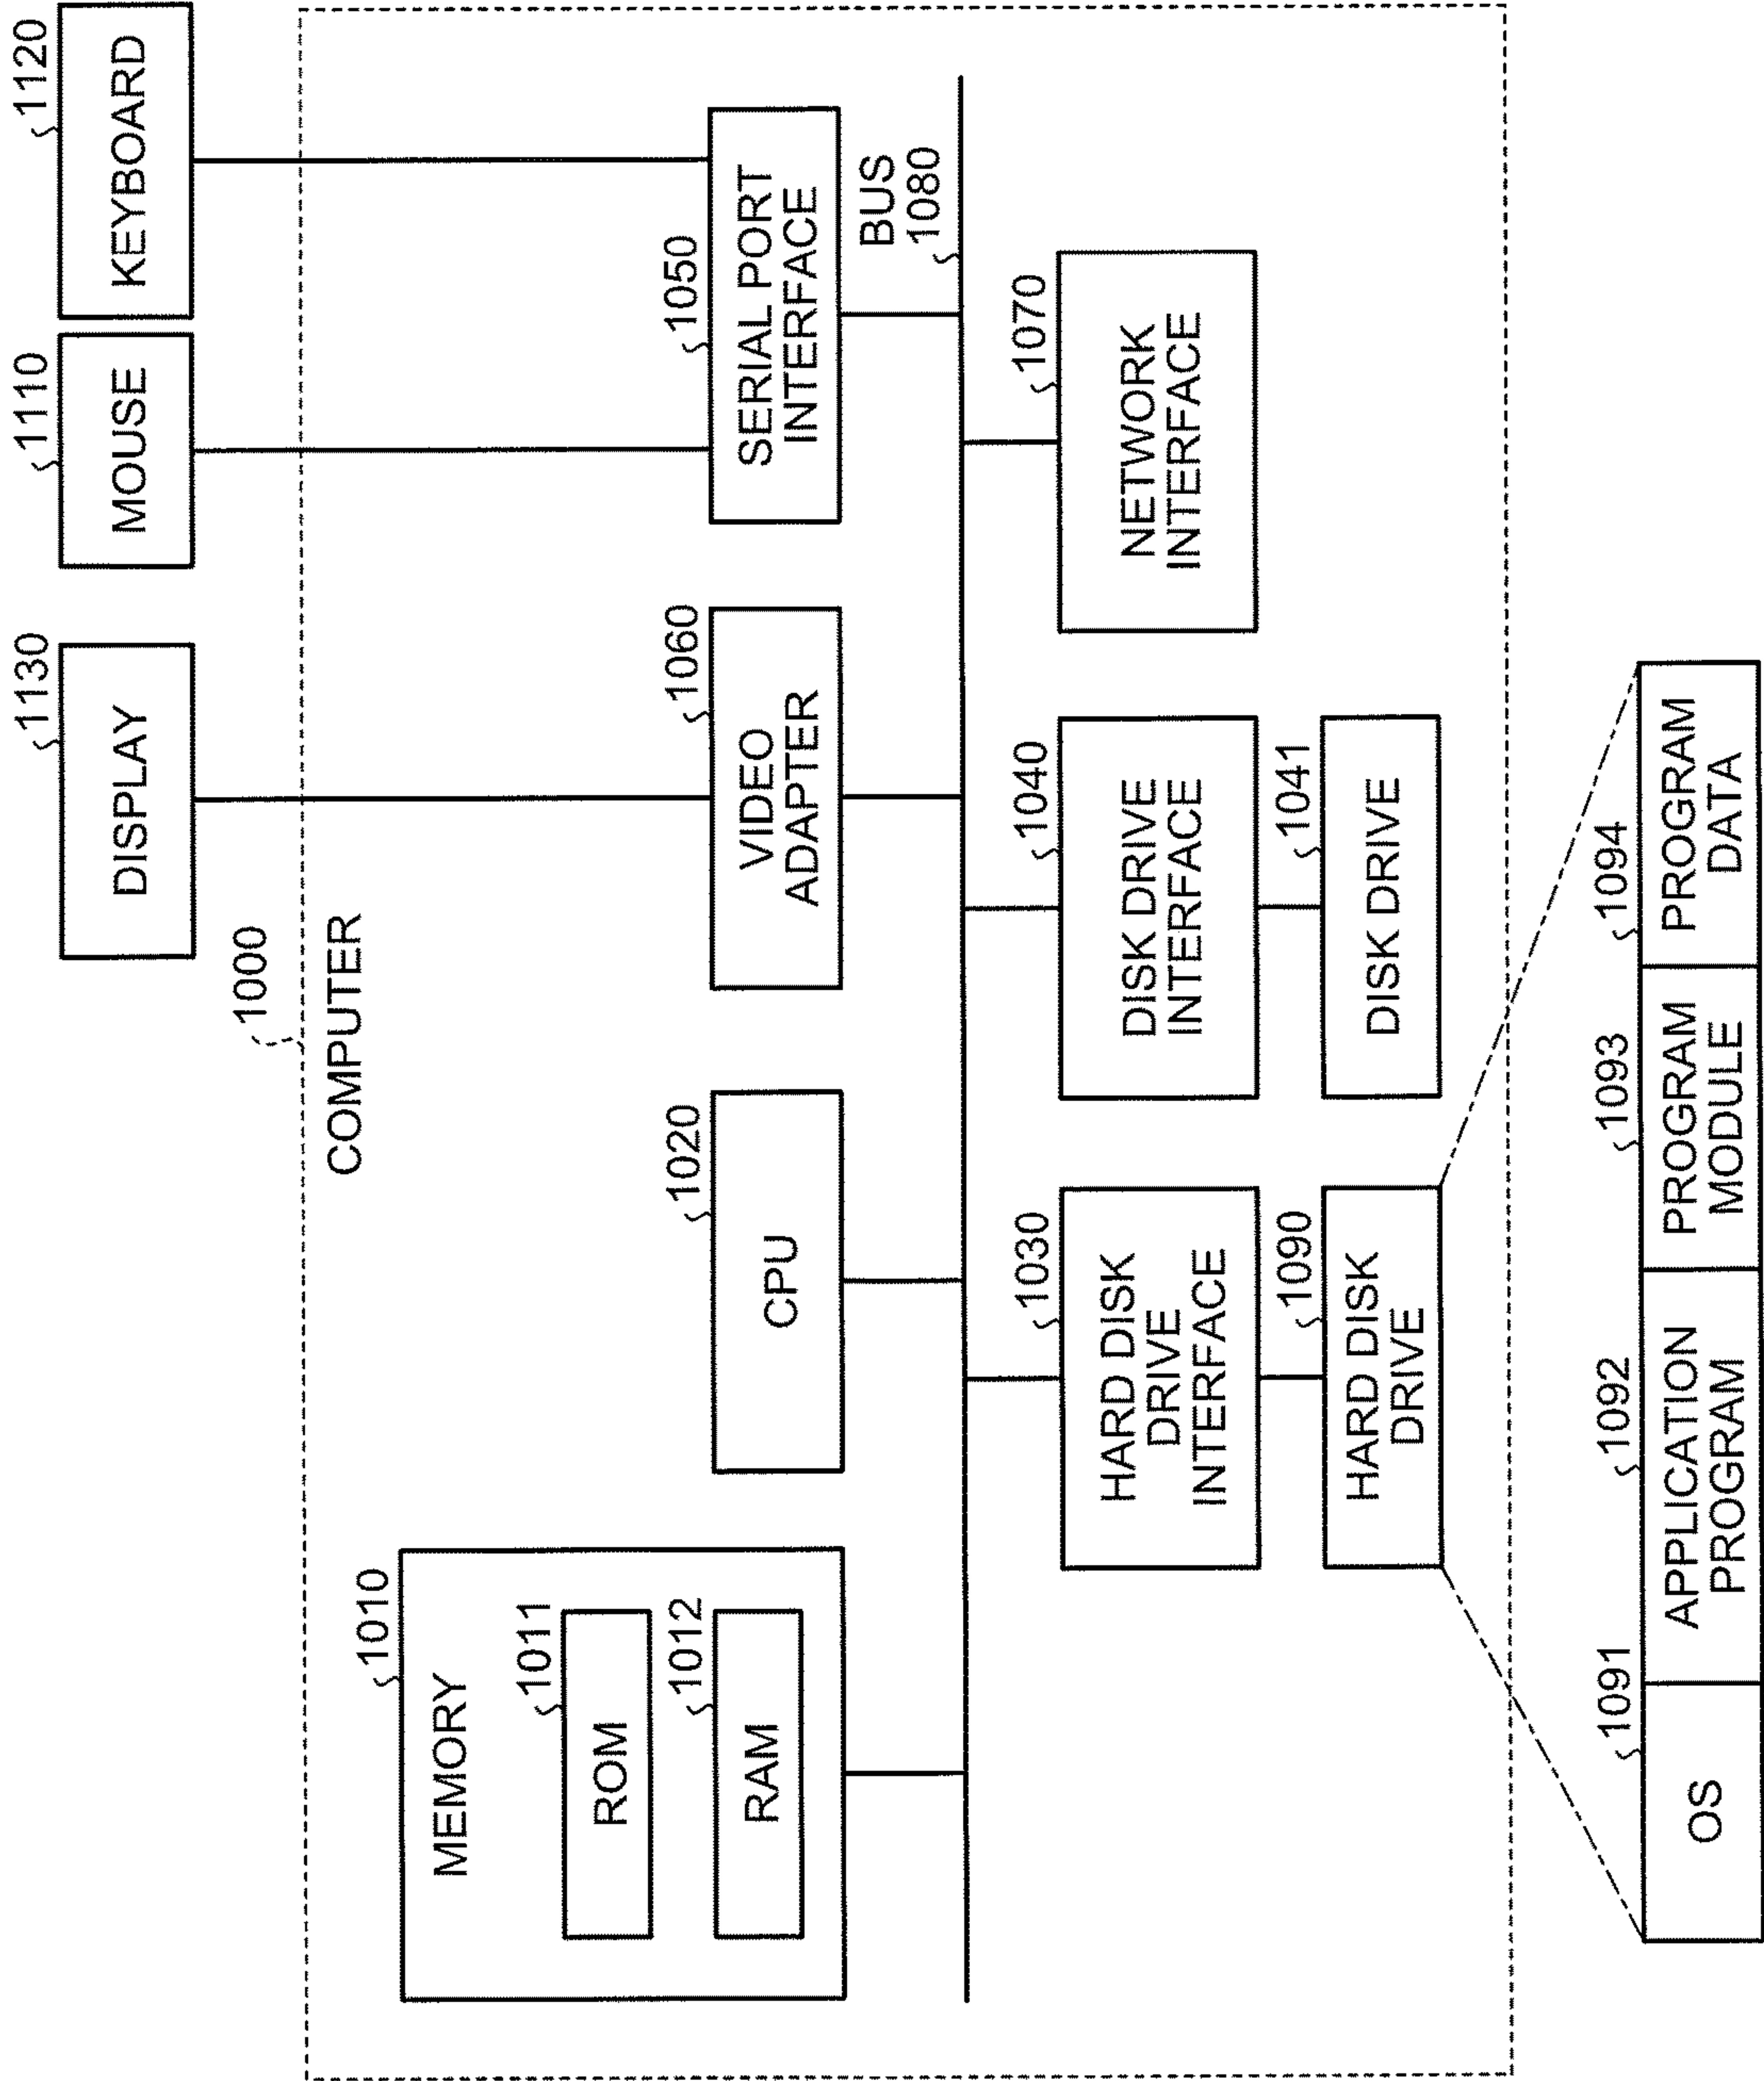 1000
COMPUTER
1010
MEMORY
1011
ROM
1012
RAM
1020
CPU
1130
DISPLAY
1060
VIDEO
ADAPTER
1110
MOUSE
1120
KEYBOARD
1050
SERIAL PORT
INTERFACE
BUS
1080
1030
HARD DISK
DRIVE
INTERFACE
1090
HARD DISK
DRIVE
1040
DISK DRIVE
INTERFACE
1041
DISK DRIVE
1070
NETWORK
INTERFACE
1091
OS
1092
APPLICATION
PROGRAM
1093
PROGRAM
MODULE
1094
PROGRAM
DATA